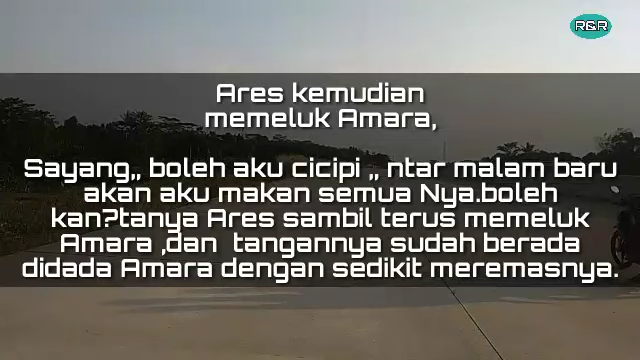 R&R
Ares kemudian
memeluk Amara,
Sayang,, boleh aku cicipi ,, ntar malam baru
akan aku makan semua Nya.boleh
kan?tanya Ares sambil terus memeluk
Amara ,dan tangannya sudah berada
didada Amara dengan sedikit meremasnya.